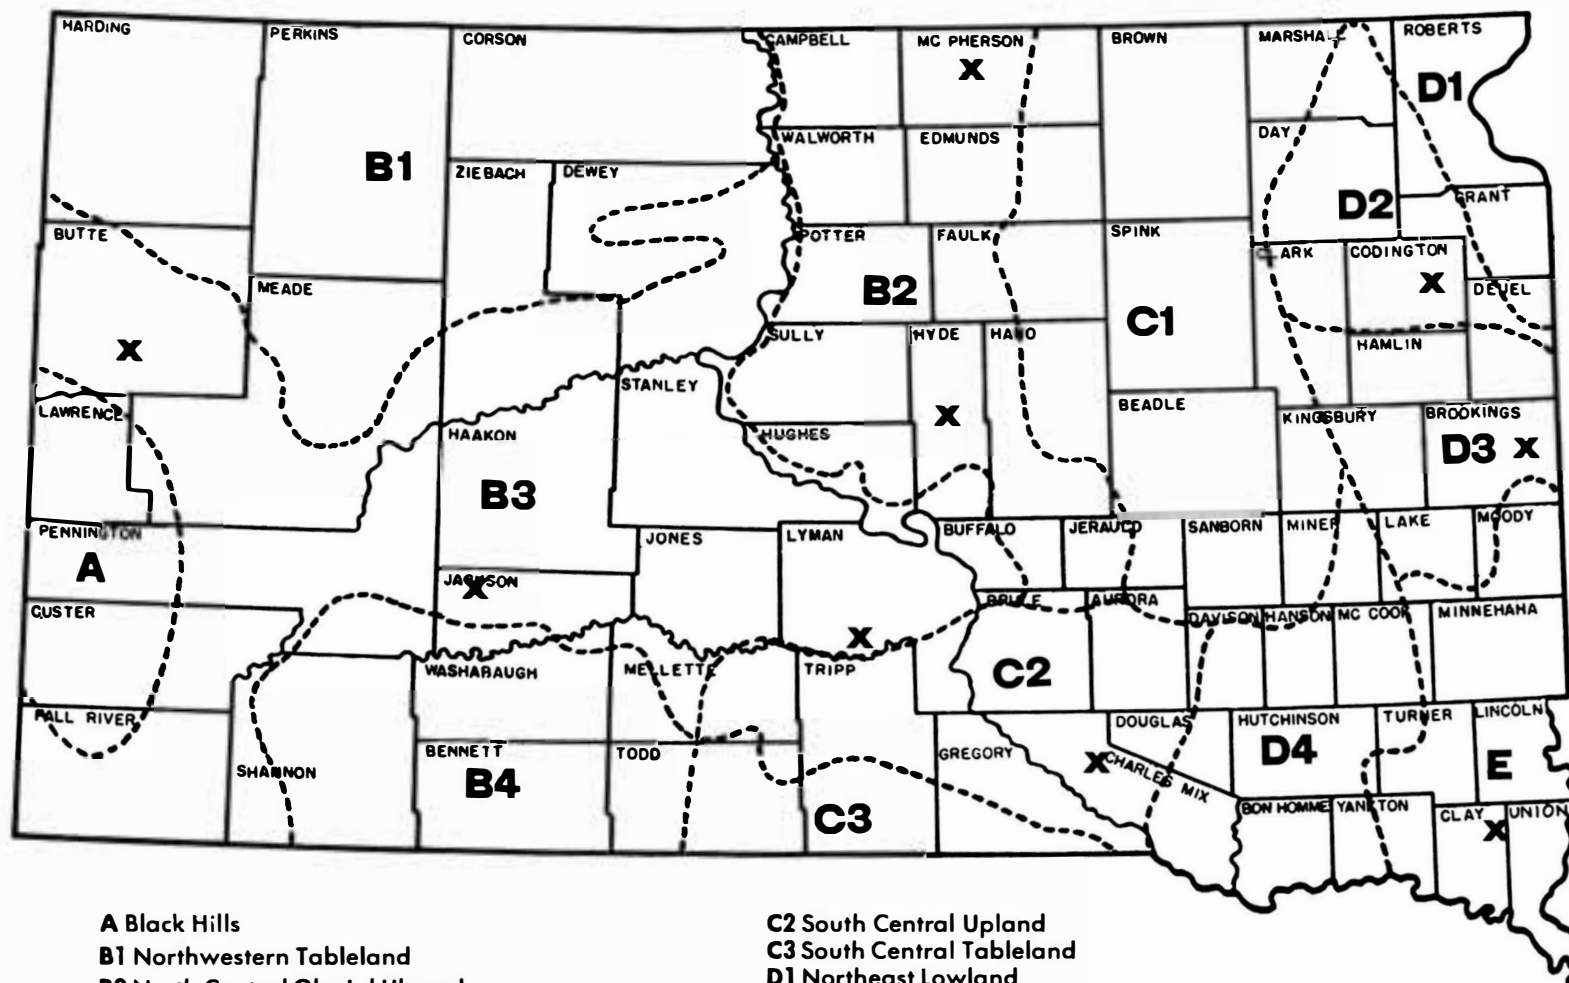 HARDING
PERKINS
CORSON
CAMPBELL
MC PHERSON
BROWN
MARSHALL
ROBERTS
X
D1
B1
WALWORTH
EDMUNDS
DAY
ZIEBACH
DEWEY
D2
GRANT
BUTTE
POTTER
FAULK
SPINK
CLARK
CODINGTON
MEADE
B2
X
DEUEL
C1
X
SULLY
HYDE
HAND
HAMLIN
STANLEY
LAWRENCE
BEADLE
KINGSBURY
BROOKINGS
X
HAAKON
HUGHES
D3 X
B3
PENNINGTON
JONES
LYMAN
BUFFALO
JERAULD
SANBORN
MINER
LAKE
MOODY
A
JACKSON
X
CUSTER
BRULE
AURORA
DAVISON
HANSON
MC COOK
MINNEHAHA
X
WASHABAUGH
MELLETTE
TRIPP
C2
FALL RIVER
DOUGLAS
HUTCHINSON
TURNER
LINCOLN
BENNETT
TODD
GREGORY
D4
E
SHANNON
X
CHARLES MIX
B4
C3
BON HOMME
YANKTON
CLAY
UNION
X
A Black Hills
B1 Northwestern Tableland
C2 South Central Upland
C3 South Central Tableland
D1 Northeast Lowland